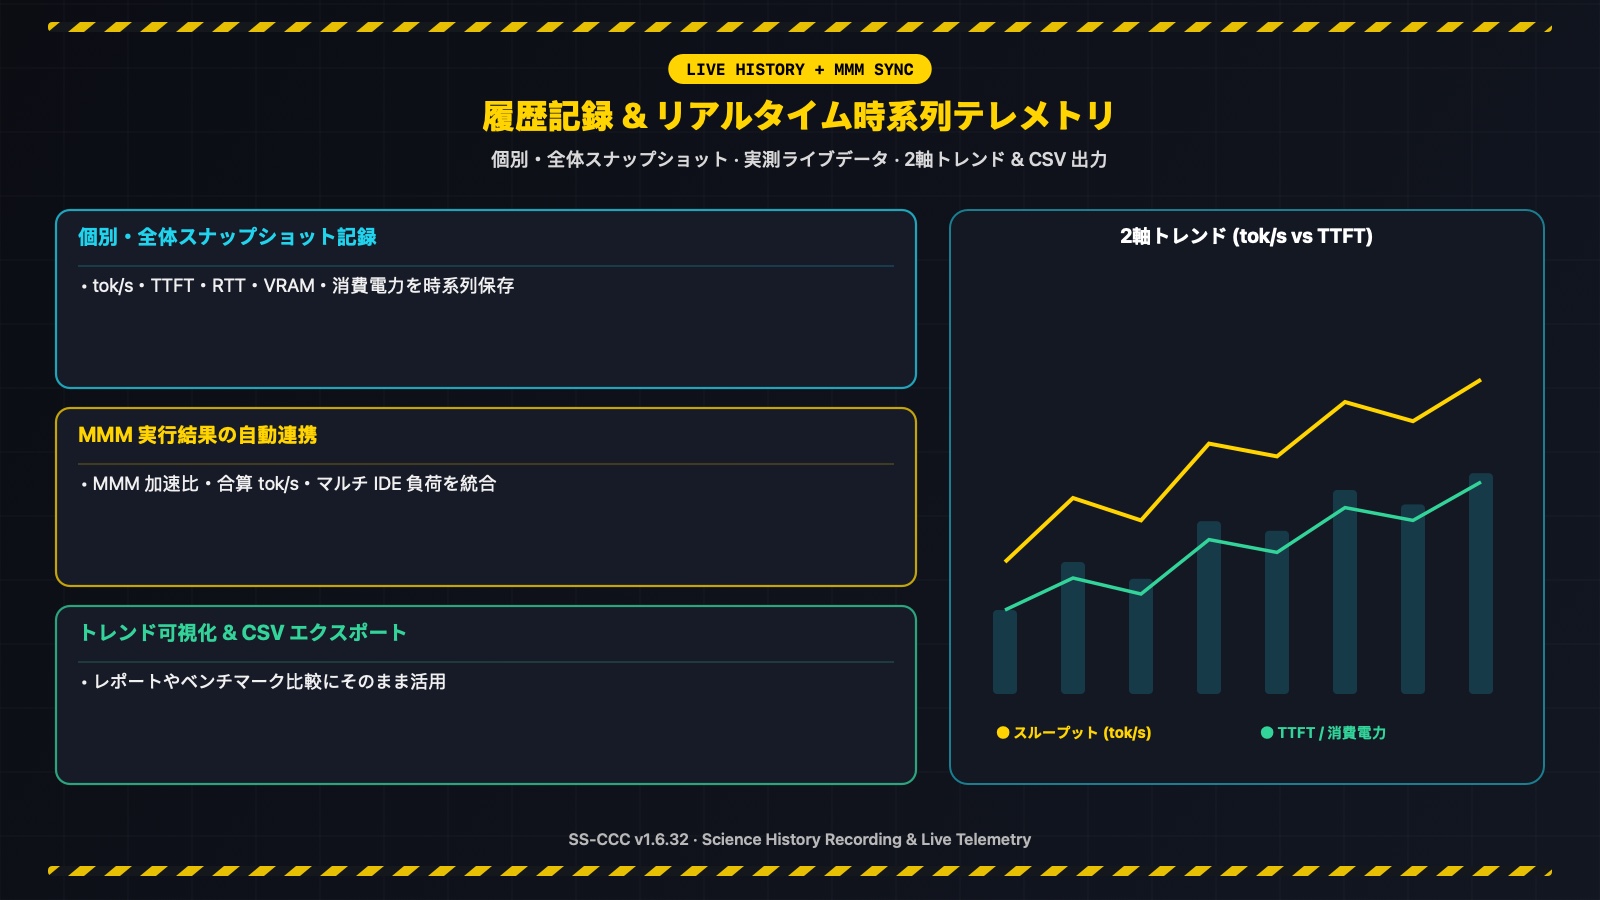 LIVE HISTORY + MMM SYNC
履歴記録 & リアルタイム時系列テレメトリ
個別・全体スナップショット · 実測ライブデータ · 2軸トレンド & CSV 出力
個別・全体スナップショット記録
• tok/s・TTFT・RTT・VRAM・消費電力を時系列保存
MMM 実行結果の自動連携
• MMM 加速比・合算 tok/s・マルチ IDE 負荷を統合
トレンド可視化 & CSV エクスポート
• レポートやベンチマーク比較にそのまま活用
2軸トレンド (tok/s vs TTFT)
● スループット (tok/s)
● TTFT / 消費電力
SS-CCC v1.6.32 · Science History Recording & Live Telemetry